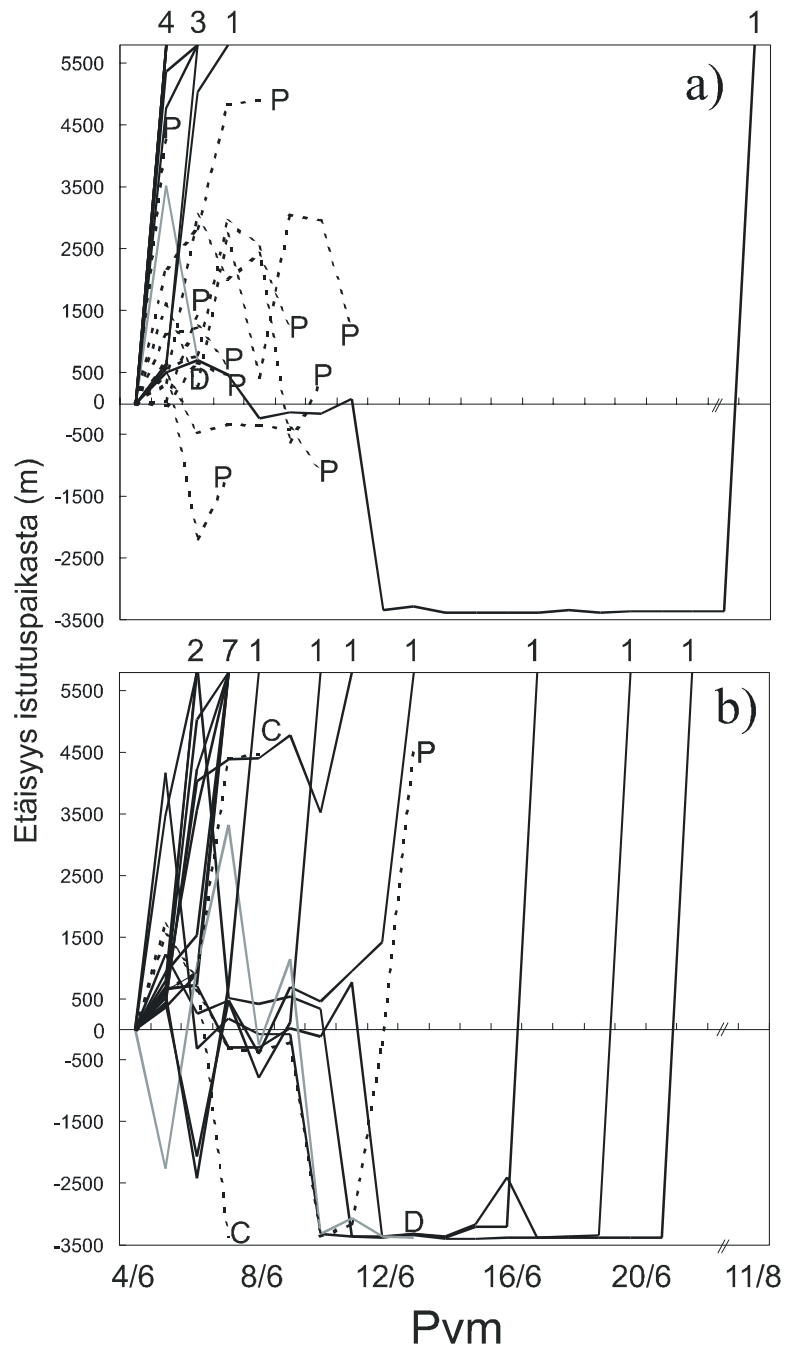 4 3 1 1
5500 a)
4500 P P
3500
2500
1500 P P P
500 P P
D P
0
-500
-1500 P P
-2500
-3500
Etäisyys istutuspaikasta (m)
2 7 1 1 1 1 1 1 1
5500 b)
4500 C P
3500
2500
1500
500
0
-500
-1500
-2500
-3500 C D
4/6 8/6 12/6 16/6 20/6 11/8
Pvm